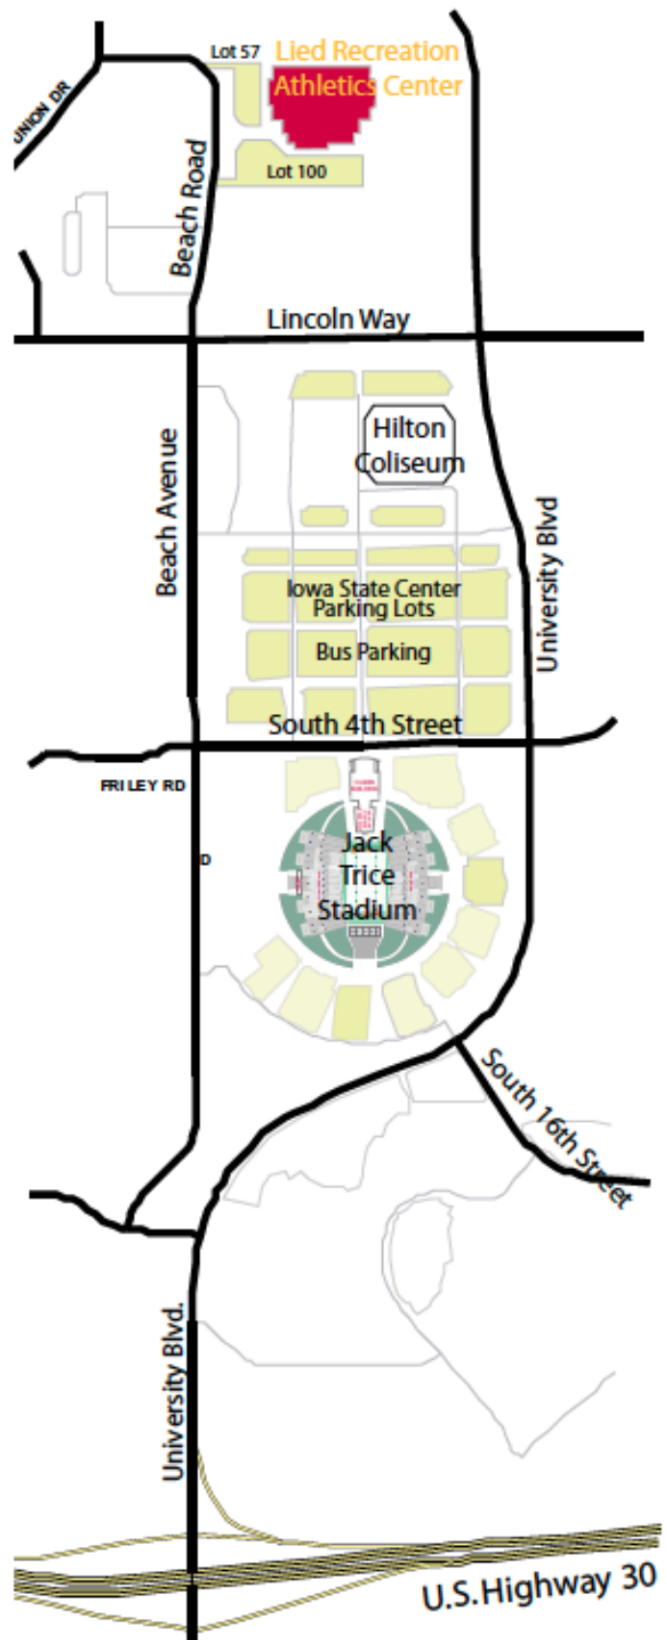 Lot 57
Lied Recreation
Athletics Center
UNION DR
Beach Road
Lot 100
Lincoln Way
Hilton
Coliseum
Beach Avenue
University Blvd
Iowa State Center
Parking Lots
Bus Parking
South 4th Street
FRILEY RD
D
Jack
Trice
Stadium
South 16th Street
University Blvd.
U.S.Highway 30